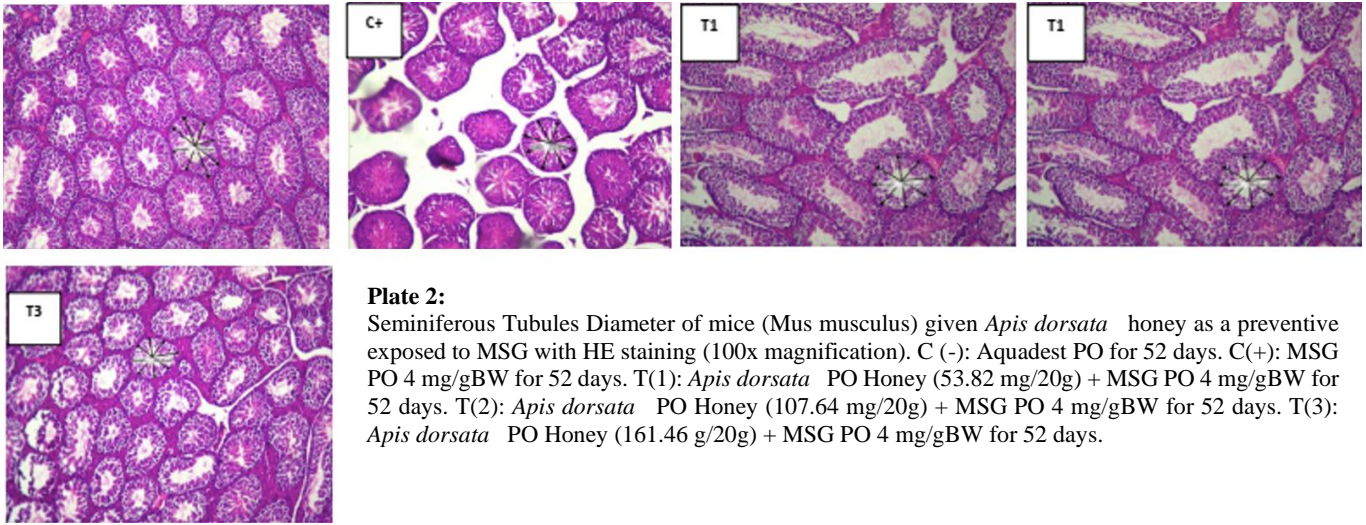 C+
T1
T1
T3
Plate 2:
Seminiferous Tubules Diameter of mice (Mus musculus) given Apis dorsata honey as a preventive
exposed to MSG with HE staining (100x magnification). C (-): Aquadest PO for 52 days. C(+): MSG
PO 4 mg/gBW for 52 days. T(1): Apis dorsata PO Honey (53.82 mg/20g) + MSG PO 4 mg/gBW for
52 days. T(2): Apis dorsata PO Honey (107.64 mg/20g) + MSG PO 4 mg/gBW for 52 days. T(3):
Apis dorsata PO Honey (161.46 g/20g) + MSG PO 4 mg/gBW for 52 days.